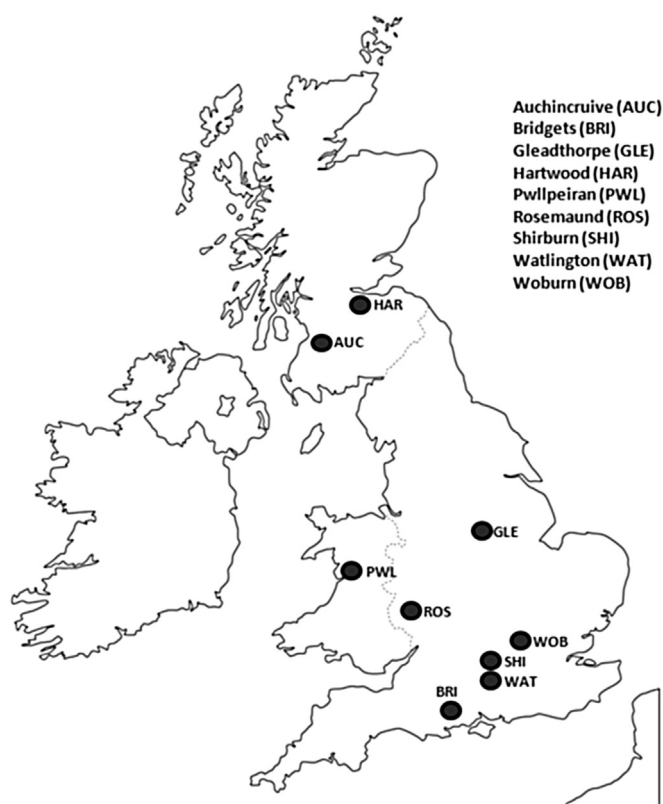 Auchincruive (AUC)
Bridgets (BRI)
Gleadthorpe (GLE)
Hartwood (HAR)
Pwllpeiran (PWL)
Rosemaund (ROS)
Shirburn (SHI)
Watlington (WAT)
Woburn (WOB)
HAR
AUC
GLE
PWL
ROS
WOB
SHI
WAT
BRI